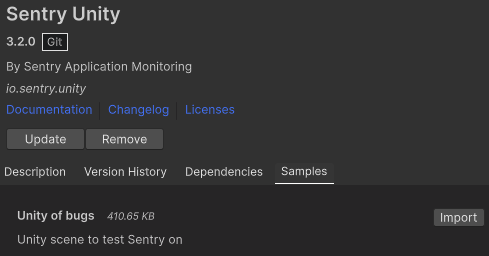 Sentry Unity
3.2.0 Git
By Sentry Application Monitoring
io.sentry.unity
Documentation Changelog Licenses
Update Remove
Description Version History Dependencies Samples
Unity of bugs 410.65 KB Import
Unity scene to test Sentry on